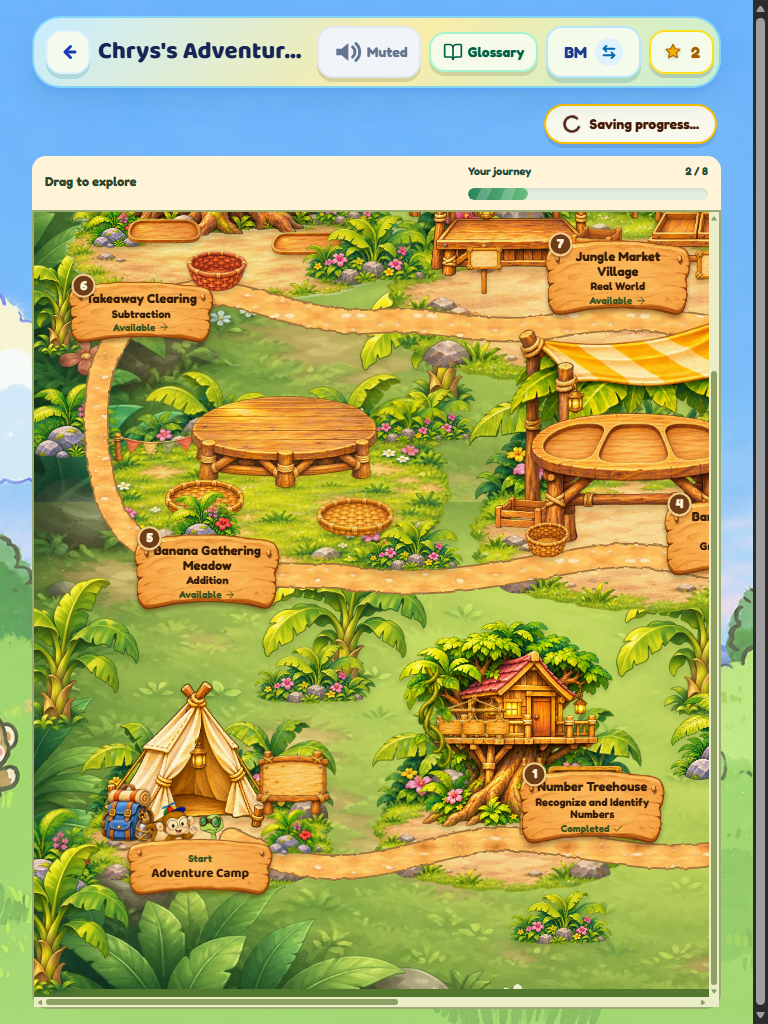 Chrys's Adventur...
Muted
Glossary
BM
2
Saving progress...
Drag to explore
Your journey
2 / 8
7
Jungle Market
Village
Real World
Available →
6
Takeaway Clearing
Subtraction
Available →
4
5
Banana Gathering
Meadow
Addition
Available →
1
Number Treehouse
Recognize and Identify
Numbers
Completed ✓
Start
Adventure Camp